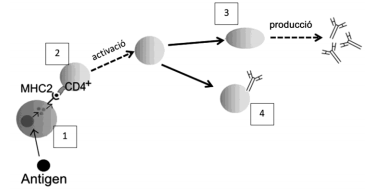 3
producció
2
activació
MHC2
CD4+
4
1
Antigen